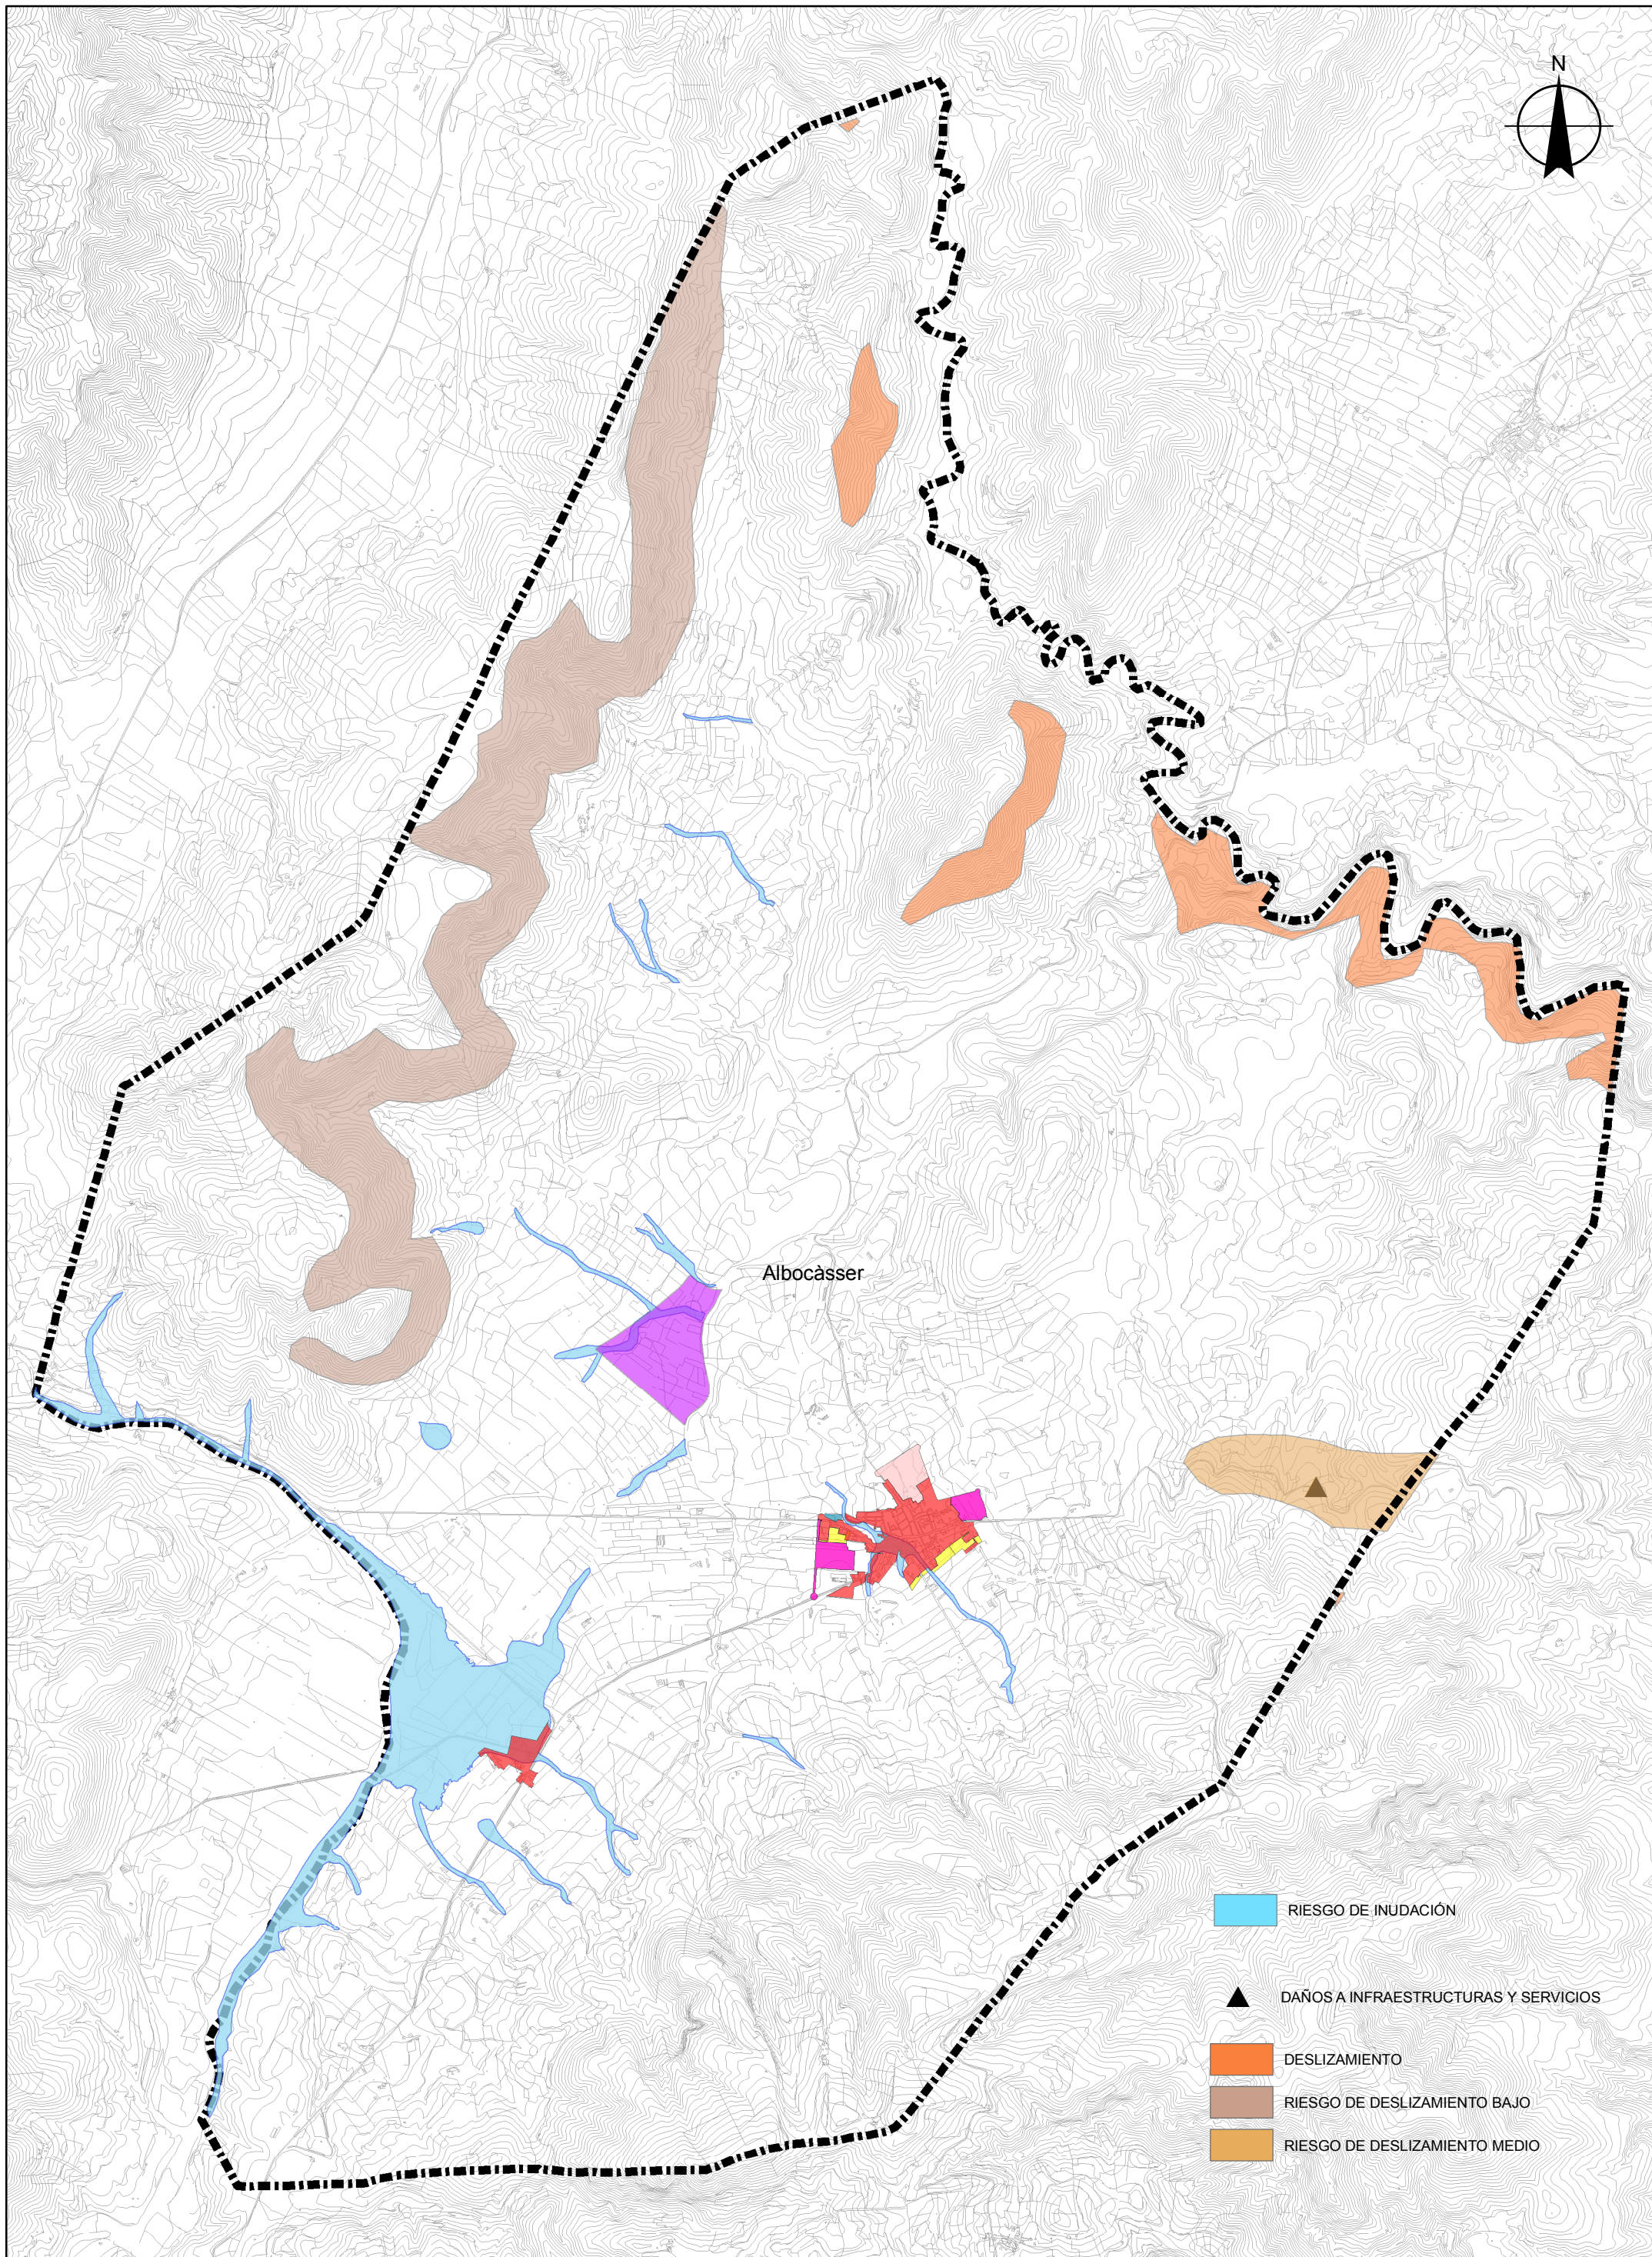 N
Albocàsser
RIESGO DE INUDACIÓN
DAÑOS A INFRAESTRUCTURAS Y SERVICIOS
DESLIZAMIENTO
RIESGO DE DESLIZAMIENTO BAJO
RIESGO DE DESLIZAMIENTO MEDIO